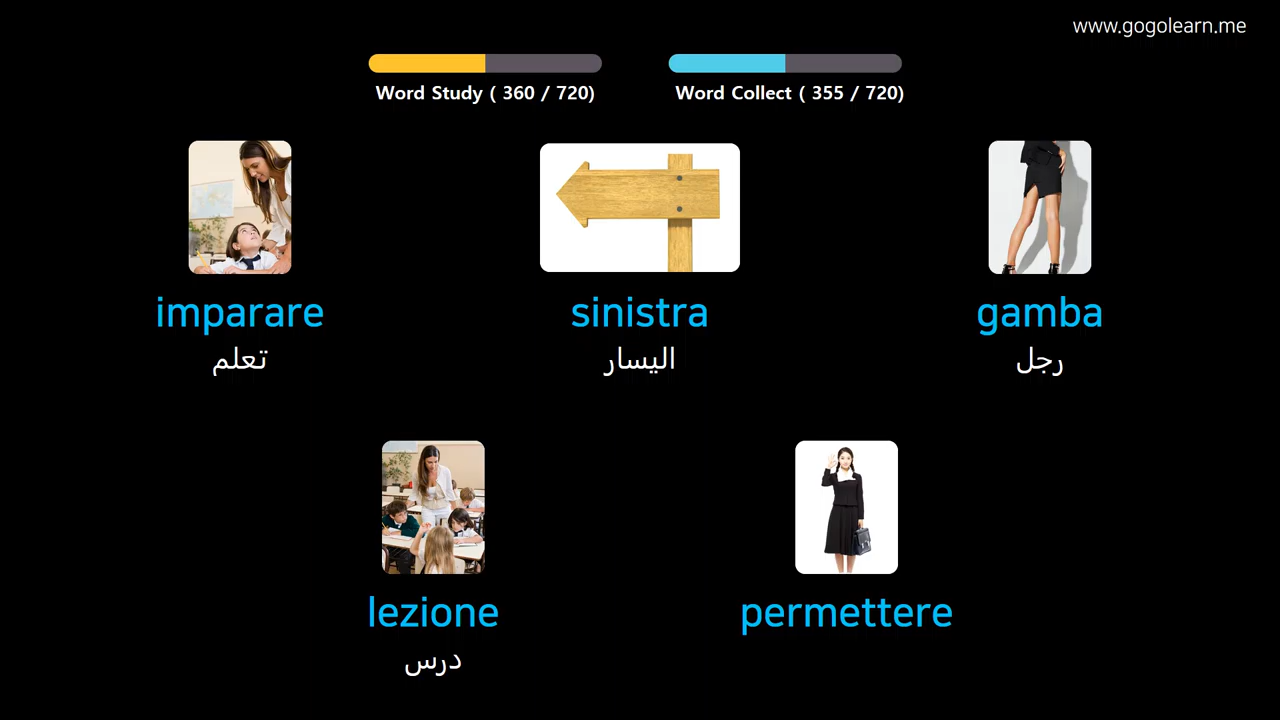 www.gogolearn.me
Word Study ( 360 / 720)
Word Collect ( 355 / 720)
imparare
تعلم
sinistra
اليسار
gamba
رجل
lezione
درس
permettere